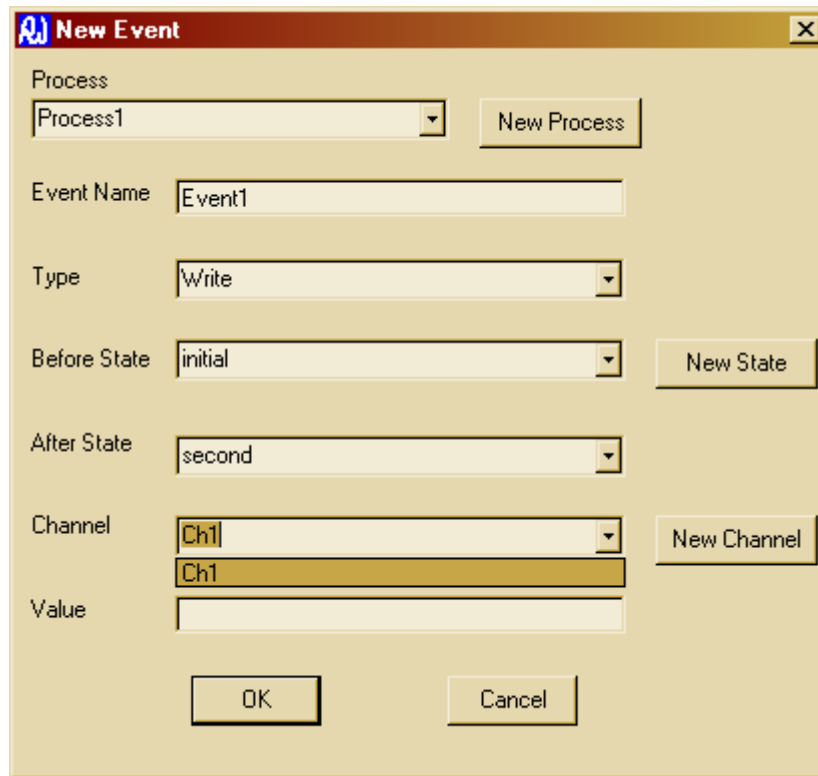 New Event
Process
Process1
New Process
Event Name
Event1
Type
Write
Before State
initial
New State
After State
second
Channel
Ch1
New Channel
Ch1
Value
OK
Cancel